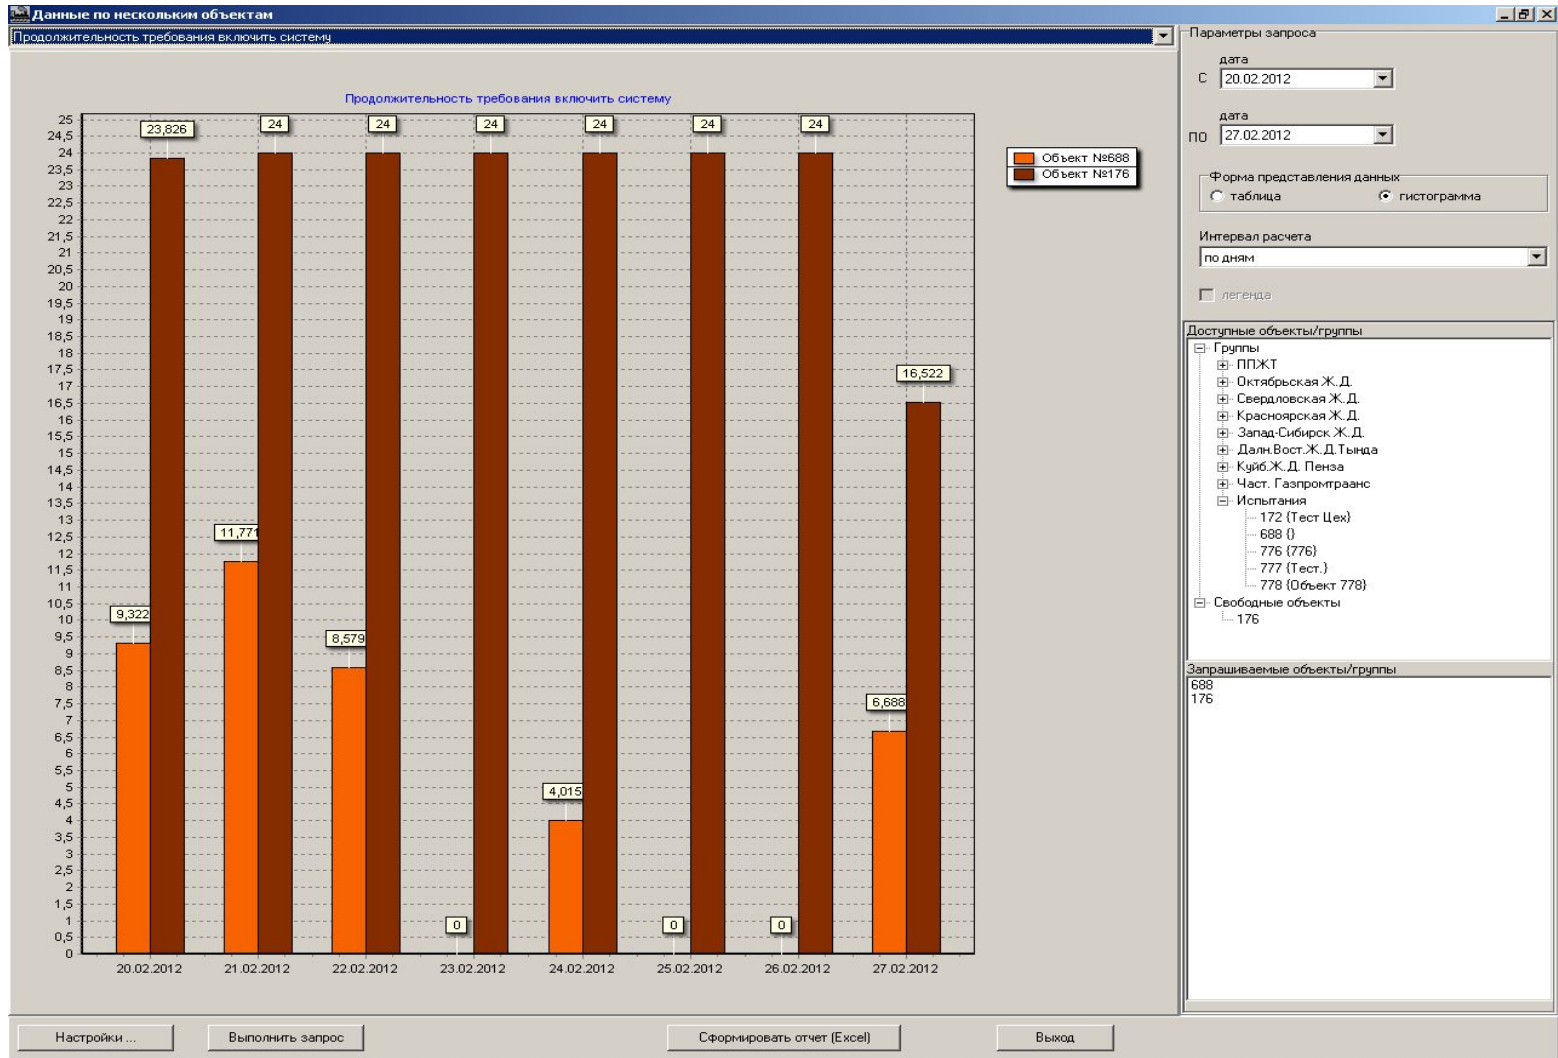 Данные по нескольким объектам
Продолжительность требования включить систему
Продолжительность требования включить систему
25
24,5
24
23,5
23
22,5
22
21,5
21
20,5
20
19,5
19
18,5
18
17,5
17
16,5
16
15,5
15
14,5
14
13,5
13
12,5
12
11,5
11
10,5
10
9,5
9
8,5
8
7,5
7
6,5
6
5,5
5
4,5
4
3,5
3
2,5
2
1,5
1
0,5
0
23,826
24
24
24
24
24
24
16,522
9,322
11,771
8,579
0
4,015
0
0
6,688
20.02.2012
21.02.2012
22.02.2012
23.02.2012
24.02.2012
25.02.2012
26.02.2012
27.02.2012
Объект №688
Объект №176
Параметры запроса
дата
С 20.02.2012
дата
ПО 27.02.2012
Форма представления данных
таблица гистограмма
Интервал расчета
по дням
легенда
Доступные объекты/группы
Группы
ППЖТ
Октябрьская Ж.Д.
Свердловская Ж.Д.
Красноярская Ж.Д.
Запад-Сибирск Ж.Д.
Далн.Вост.Ж.Д.Тында
Куйб.Ж.Д. Пенза
Част. Газпромтраанс
Испытания
172 {Тест Цех}
688 {}
776 {776}
777 {Тест.}
778 {Объект 778}
Свободные объекты
176
Запрашиваемые объекты/группы
688
176
Настройки ...
Выполнить запрос
Сформировать отчет (Excel)
Выход